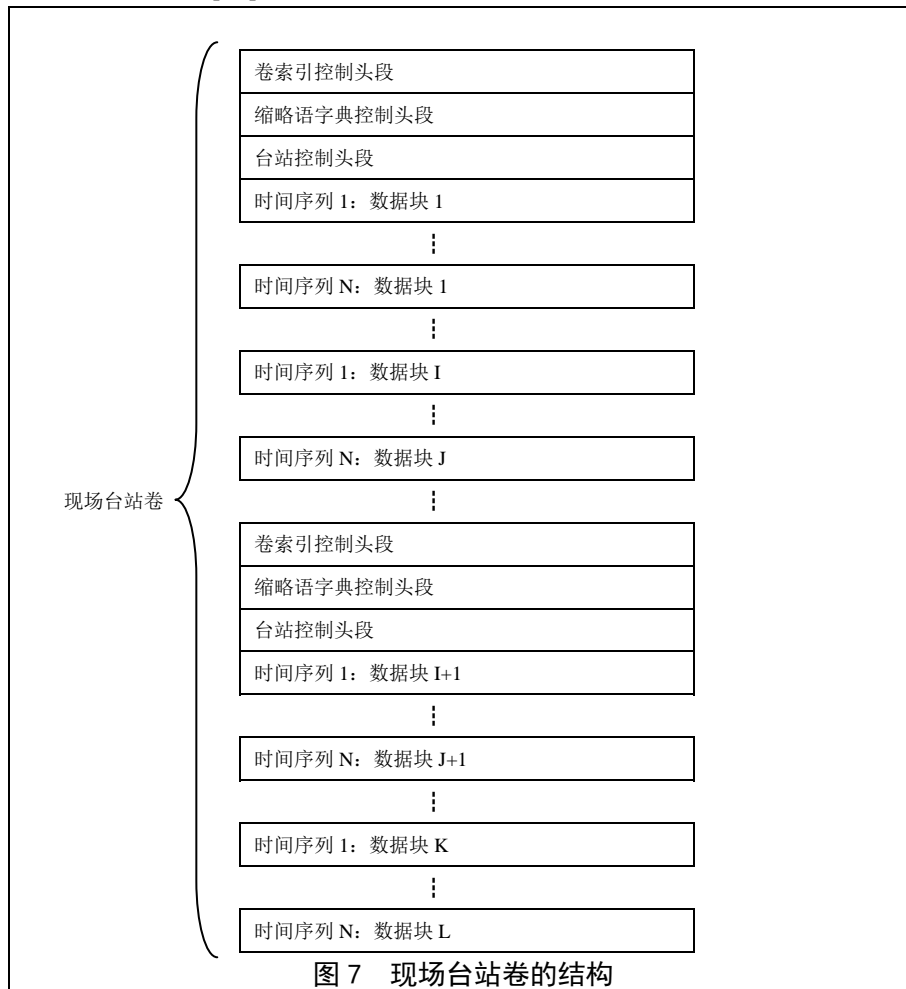 卷索引控制头段
缩略语字典控制头段
台站控制头段
时间序列 1：数据块 1
时间序列 N：数据块 1
时间序列 1：数据块 I
时间序列 N：数据块 J
现场台站卷
卷索引控制头段
缩略语字典控制头段
台站控制头段
时间序列 1：数据块 I+1
时间序列 N：数据块 J+1
时间序列 1：数据块 K
时间序列 N：数据块 L
图 7 现场台站卷的结构